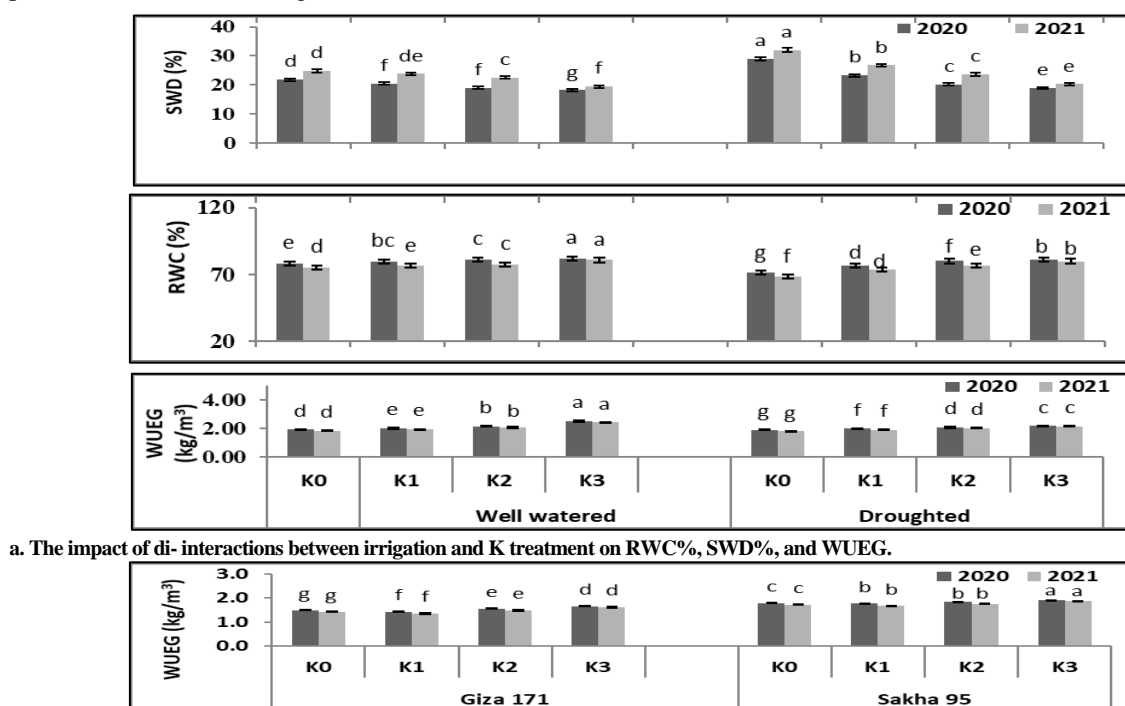 40
2020 2021
30
20
10
0
SWD (%)
d d f de f c g f a a b b c c e e
120
2020 2021
70
20
RWC (%)
e d bc e c c a a g f d d f e b b
4.00
2020 2021
2.00
0.00
WUEG
(kg/m³)
d d e e b b a a g g f f d d c c
K0 K1 K2 K3 K0 K1 K2 K3
Well watered Droughted
a. The impact of di- interactions between irrigation and K treatment on RWC%, SWD%, and WUEG.
3.0
2020 2021
2.0
1.0
0.0
WUEG (kg/m³)
g g f f e e d d c c b b b b a a
K0 K1 K2 K3 K0 K1 K2 K3
Giza 171 Sakha 95